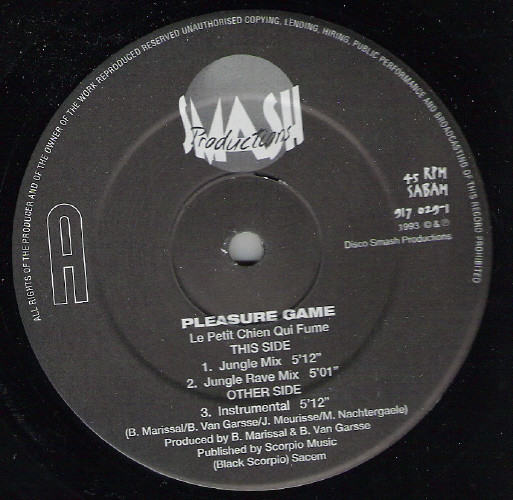 ALL RIGHTS OF THE PRODUCER AND OF THE OWNER OF THE WORK REPRODUCED RESERVED UNAUTHORISED COPYING, LENDING, HIRING, PUBLIC PERFORMANCE AND BROADCASTING OF THIS RECORD PROHIBITED
SMASH
Productions
45 RPM
SABAM
917 029-1
1993 © & ℗
Disco Smash Productions
A
PLEASURE GAME
Le Petit Chien Qui Fume
THIS SIDE
1. Jungle Mix 5'12"
2. Jungle Rave Mix 5'01"
OTHER SIDE
3. Instrumental 5'12"
(B. Marissal/B. Van Garsse/J. Meurisse/M. Nachtergaele)
Produced by B. Marissal & B. Van Garsse
Published by Scorpio Music
(Black Scorpio) Sacem